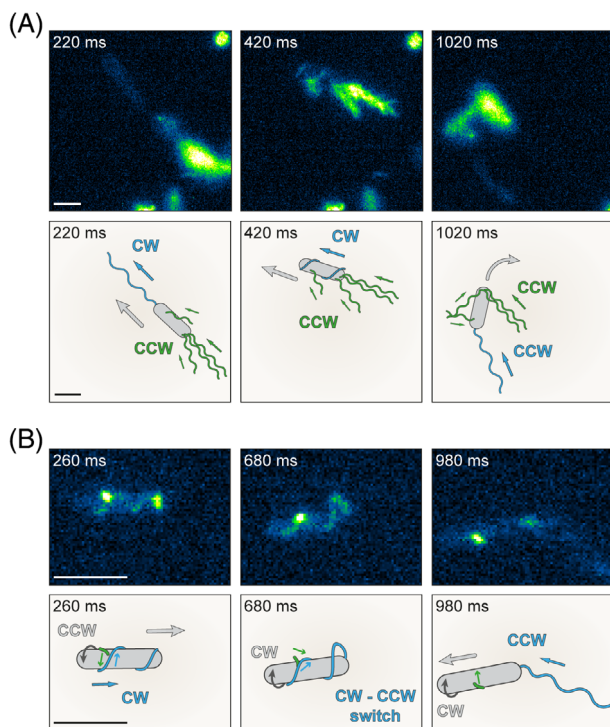 (A)
220 ms
420 ms
1020 ms
220 ms
CW
CCW
420 ms
CW
CCW
1020 ms
CCW
CCW
(B)
260 ms
680 ms
980 ms
260 ms
CCW
CW
680 ms
CW
CW - CCW
switch
980 ms
CCW
CW